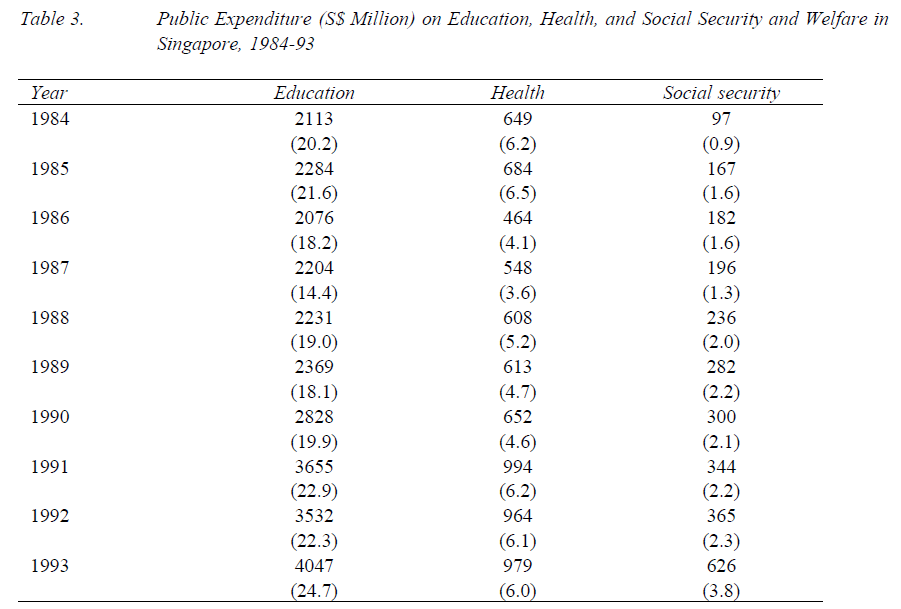 Table 3. Public Expenditure (S$ Million) on Education, Health, and Social Security and Welfare in
Singapore, 1984-93
Year Education Health Social security
1984 2113 649 97
(20.2) (6.2) (0.9)
1985 2284 684 167
(21.6) (6.5) (1.6)
1986 2076 464 182
(18.2) (4.1) (1.6)
1987 2204 548 196
(14.4) (3.6) (1.3)
1988 2231 608 236
(19.0) (5.2) (2.0)
1989 2369 613 282
(18.1) (4.7) (2.2)
1990 2828 652 300
(19.9) (4.6) (2.1)
1991 3655 994 344
(22.9) (6.2) (2.2)
1992 3532 964 365
(22.3) (6.1) (2.3)
1993 4047 979 626
(24.7) (6.0) (3.8)